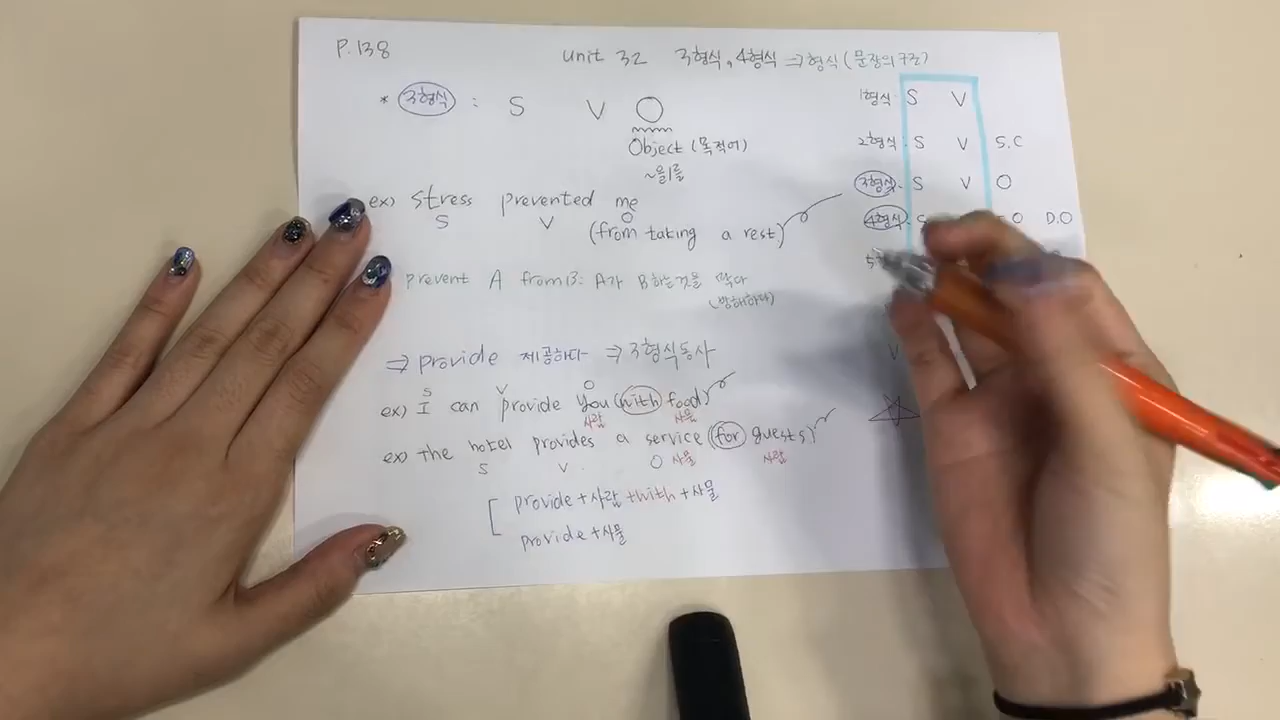 P.138
unit 32 3형식, 4형식 ⇒ 형식 (문장의 구조)
* 3형식 : S V O
Object (목적어)
~을/를
ex) stress prevented me
S V O
(from taking a rest)
prevent A from B: A가 B하는것을 막다
(방해하다)
⇒ provide 제공하다 ⇒ 3형식동사
S V O
ex) I can provide you (with) food)
사람 사물
ex) the hotel provides a service (for guests)
S V O 사물 사람
provide + 사람 + with + 사물
provide + 사물
1형식: S V
2형식: S V S.C
3형식: S V O
4형식: S D.O
V